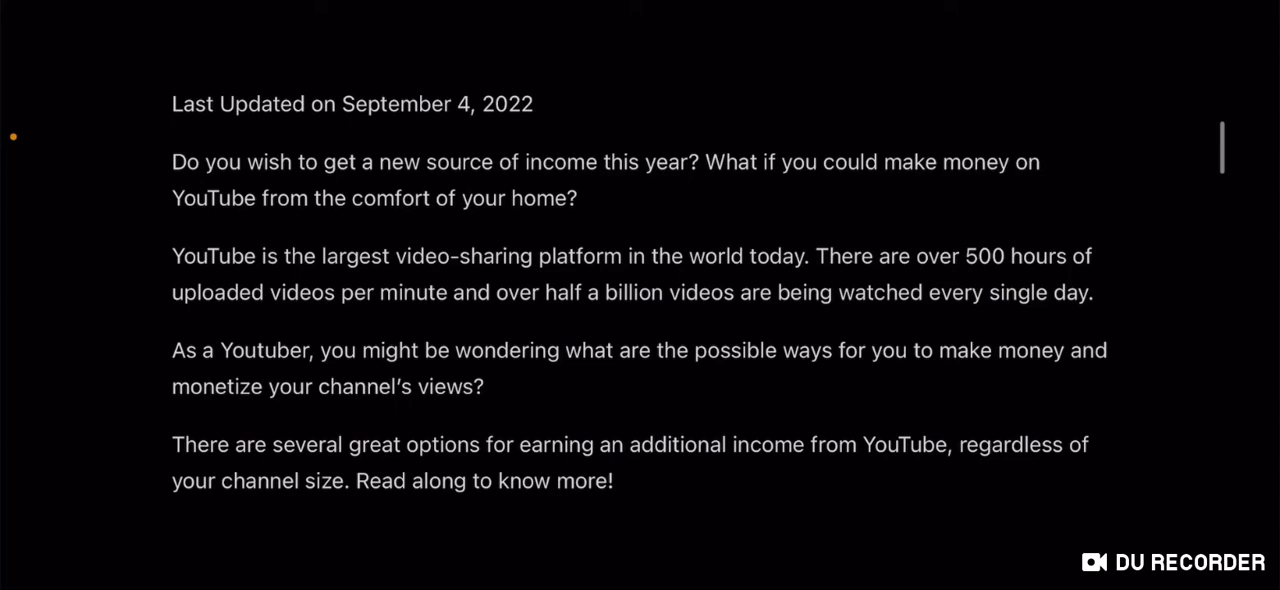 Last Updated on September 4, 2022
Do you wish to get a new source of income this year? What if you could make money on
YouTube from the comfort of your home?
YouTube is the largest video-sharing platform in the world today. There are over 500 hours of
uploaded videos per minute and over half a billion videos are being watched every single day.
As a Youtuber, you might be wondering what are the possible ways for you to make money and
monetize your channel’s views?
There are several great options for earning an additional income from YouTube, regardless of
your channel size. Read along to know more!
DU RECORDER